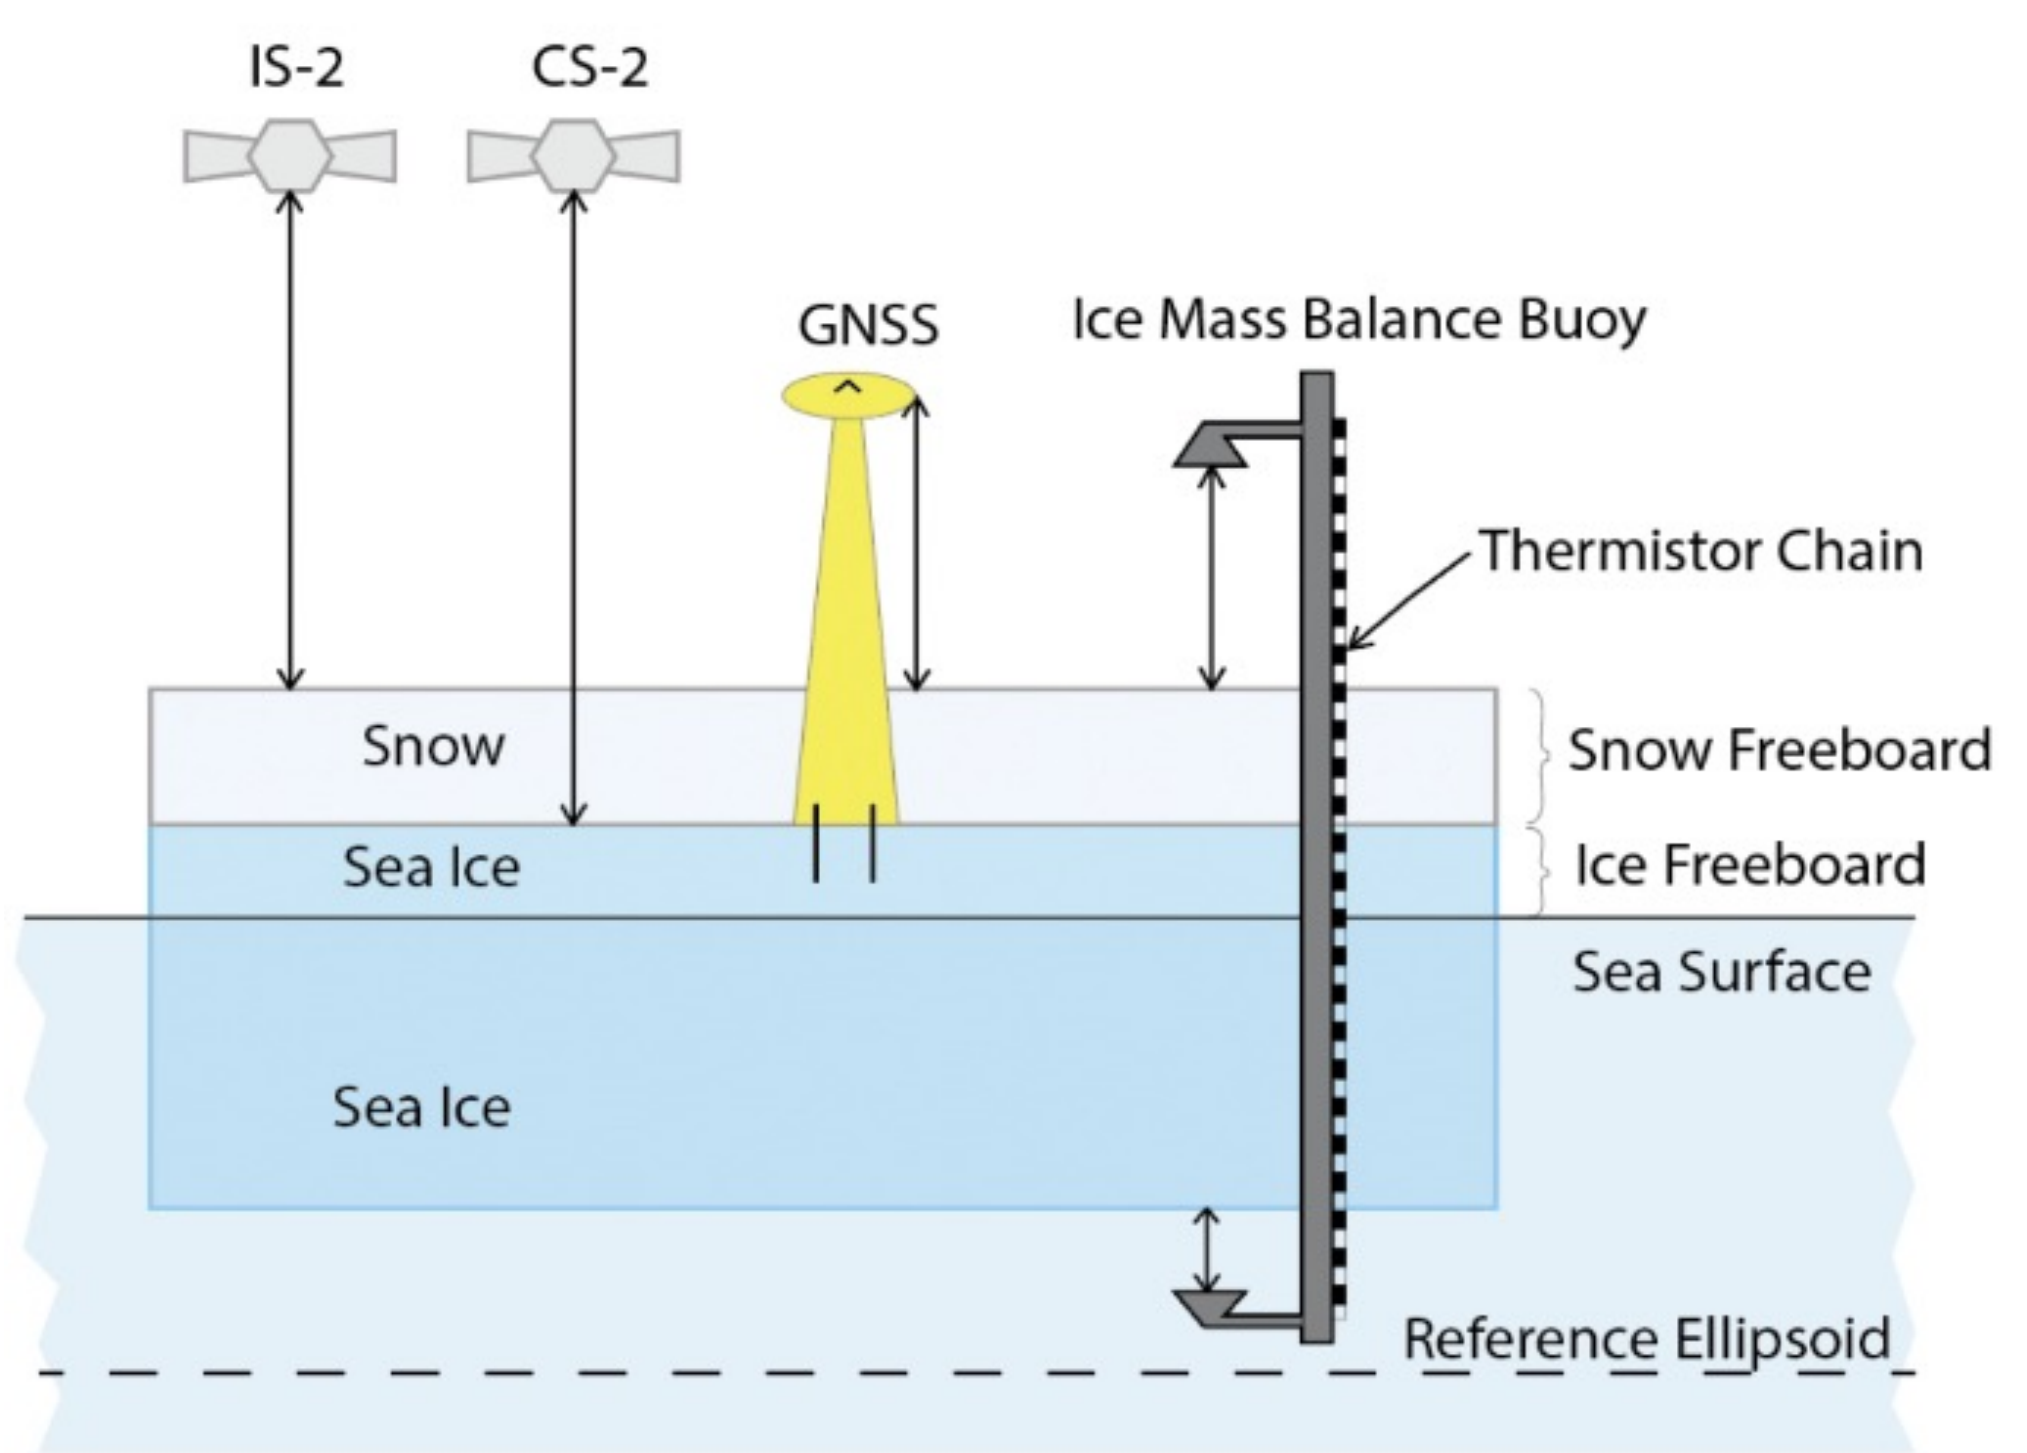 IS-2
CS-2
GNSS
Ice Mass Balance Buoy
Thermistor Chain
Snow
Snow Freeboard
Sea Ice
Ice Freeboard
Sea Surface
Sea Ice
Reference Ellipsoid